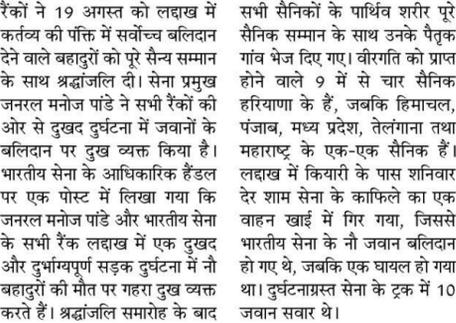 रैंकों ने 19 अगस्त को लद्दाख में
कर्तव्य की पंक्ति में सर्वोच्च बलिदान
देने वाले बहादुरों को पूरे सैन्य सम्मान
के साथ श्रद्धांजलि दी। सेना प्रमुख
जनरल मनोज पांडे ने सभी रैंकों की
ओर से दुखद दुर्घटना में जवानों के
बलिदान पर दुख व्यक्त किया है।
भारतीय सेना के आधिकारिक हैंडल
पर एक पोस्ट में लिखा गया कि
जनरल मनोज पांडे और भारतीय सेना
के सभी रैंक लद्दाख में एक दुखद
और दुर्भाग्यपूर्ण सड़क दुर्घटना में नौ
बहादुरों की मौत पर गहरा दुख व्यक्त
करते हैं। श्रद्धांजलि समारोह के बाद
सभी सैनिकों के पार्थिव शरीर पूरे
सैनिक सम्मान के साथ उनके पैतृक
गांव भेज दिए गए। वीरगति को प्राप्त
होने वाले 9 में से चार सैनिक
हरियाणा के हैं, जबकि हिमाचल,
पंजाब, मध्य प्रदेश, तेलंगाना तथा
महाराष्ट्र के एक-एक सैनिक हैं।
लद्दाख में कियारी के पास शनिवार
देर शाम सेना के काफिले का एक
वाहन खाई में गिर गया, जिससे
भारतीय सेना के नौ जवान बलिदान
हो गए थे, जबकि एक घायल हो गया
था। दुर्घटनाग्रस्त सेना के ट्रक में 10
जवान सवार थे।